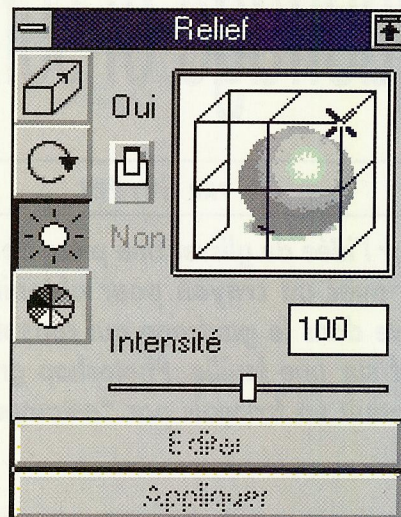 Relief
Oui
Non
Intensité
100
Editer
Appliquer